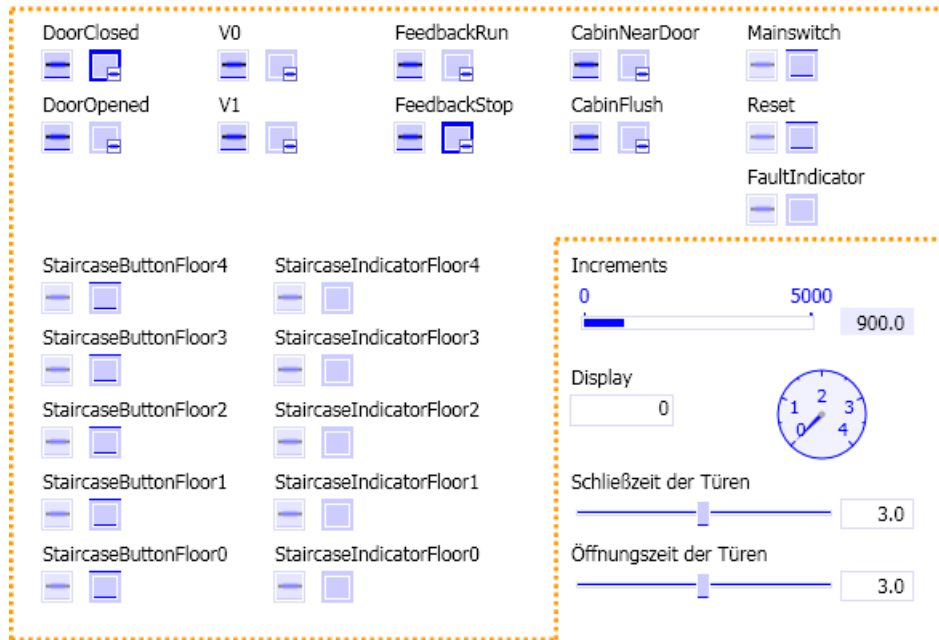 DoorClosed V0 FeedbackRun CabinNearDoor Mainswitch
DoorOpened V1 FeedbackStop CabinFlush Reset
FaultIndicator
StaircaseButtonFloor4 StaircaseIndicatorFloor4 Increments
0 5000
900.0
StaircaseButtonFloor3 StaircaseIndicatorFloor3
Display
0
0 1 2 3 4
StaircaseButtonFloor2 StaircaseIndicatorFloor2
StaircaseButtonFloor1 StaircaseIndicatorFloor1 Schließzeit der Türen
3.0
StaircaseButtonFloor0 StaircaseIndicatorFloor0 Öffnungszeit der Türen
3.0